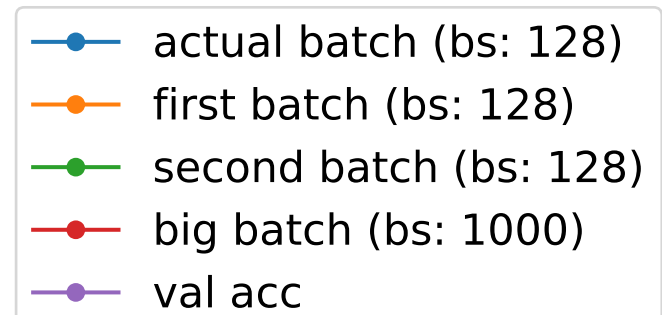 actual batch (bs: 128)
first batch (bs: 128)
second batch (bs: 128)
big batch (bs: 1000)
val acc